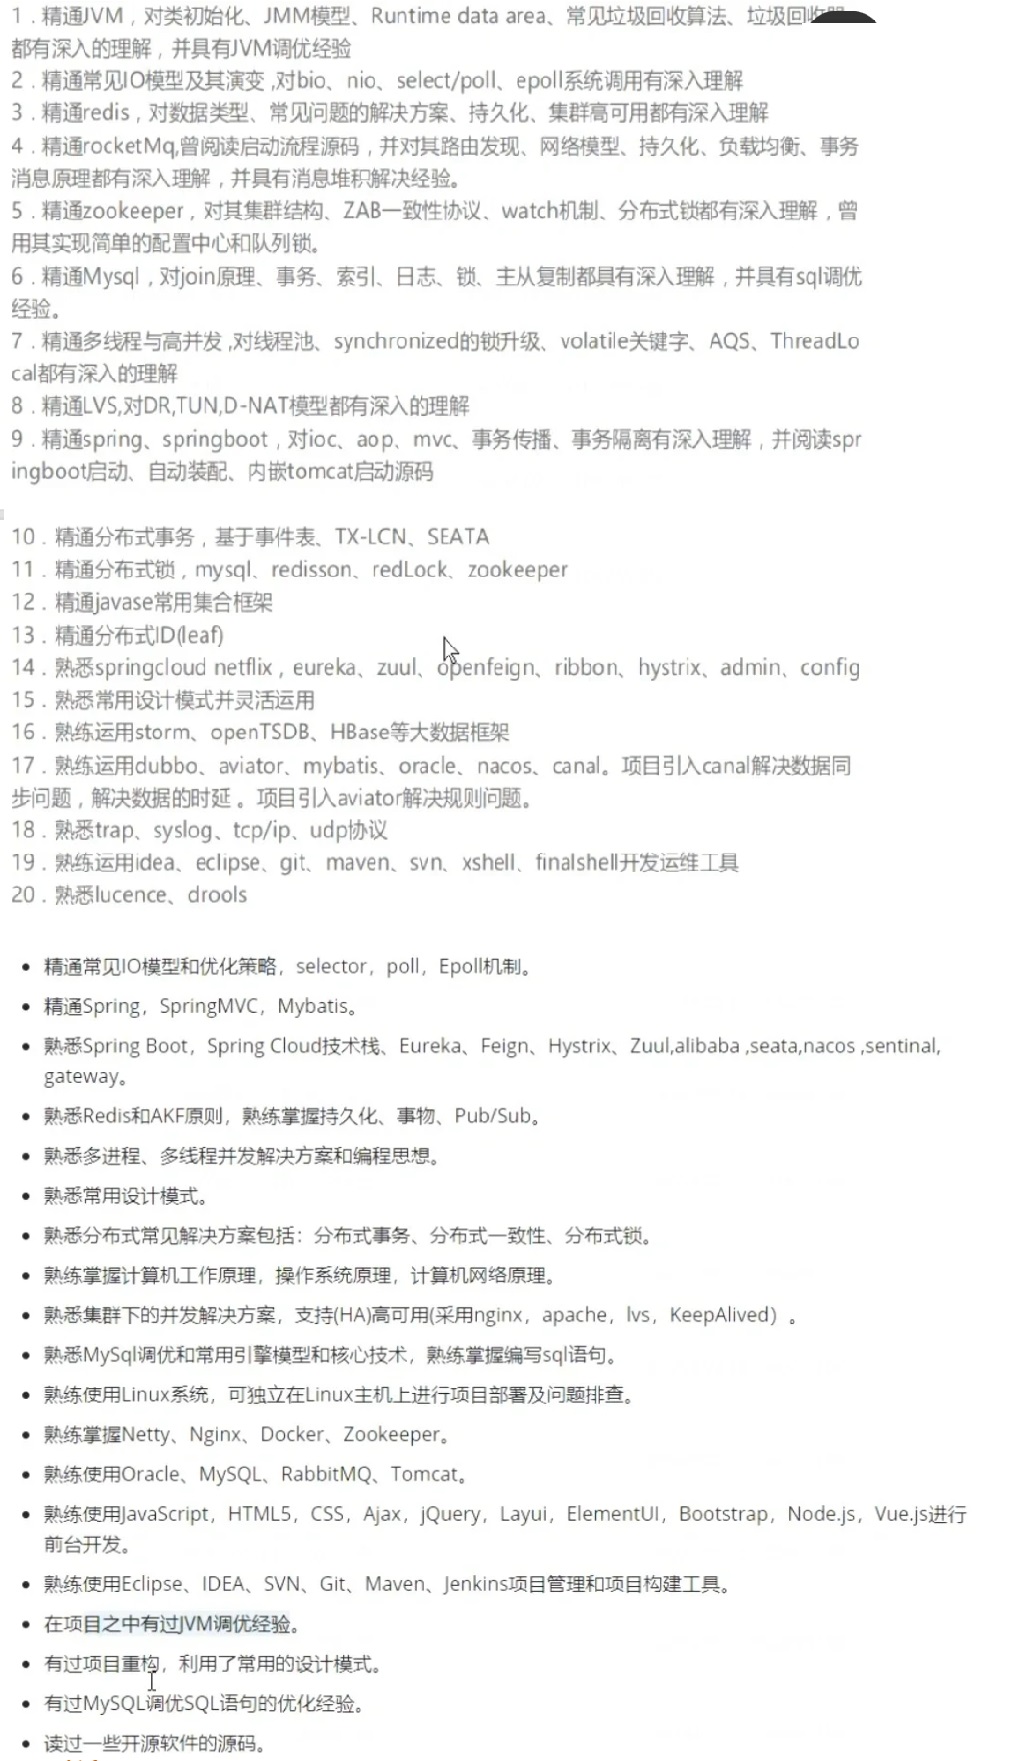 1．精通JVM，对类初始化、JMM模型、Runtime data area、常见垃圾回收算法、垃圾回收器
都有深入的理解，并具有JVM调优经验
2．精通常见IO模型及其演变 ,对bio、nio、select/poll、epoll系统调用有深入理解
3．精通redis，对数据类型、常见问题的解决方案、持久化、集群高可用都有深入理解
4．精通rocketMq,曾阅读启动流程源码，并对其路由发现、网络模型、持久化、负载均衡、事务
消息原理都有深入理解，并具有消息堆积解决经验。
5．精通zookeeper，对其集群结构、ZAB一致性协议、watch机制、分布式锁都有深入理解，曾
用其实现简单的配置中心和队列锁。
6．精通Mysql，对join原理、事务、索引、日志、锁、主从复制都具有深入理解，并具有sql调优
经验。
7．精通多线程与高并发 ,对线程池、synchronized的锁升级、volatile关键字、AQS、ThreadLo
cal都有深入的理解
8．精通LVS,对DR,TUN,D-NAT模型都有深入的理解
9．精通spring、springboot，对ioc、aop、mvc、事务传播、事务隔离有深入理解，并阅读spr
ingboot启动、自动装配、内嵌tomcat启动源码
10．精通分布式事务，基于事件表、TX-LCN、SEATA
11．精通分布式锁，mysql、redisson、redLock、zookeeper
12．精通javase常用集合框架
13．精通分布式ID(leaf)
14．熟悉springcloud netflix，eureka、zuul、openfeign、ribbon、hystrix、admin、config
15．熟悉常用设计模式并灵活运用
16．熟练运用storm、openTSDB、HBase等大数据框架
17．熟练运用dubbo、aviator、mybatis、oracle、nacos、canal。项目引入canal解决数据同
步问题，解决数据的时延 。项目引入aviator解决规则问题。
18．熟悉trap、syslog、tcp/ip、udp协议
19．熟练运用idea、eclipse、git、maven、svn、xshell、finalshell开发运维工具
20．熟悉lucence、drools
• 精通常见IO模型和优化策略，selector，poll，Epoll机制。
• 精通Spring，SpringMVC，Mybatis。
• 熟悉Spring Boot，Spring Cloud技术栈、Eureka、Feign、Hystrix、Zuul,alibaba ,seata,nacos ,sentinal,
gateway。
• 熟悉Redis和AKF原则，熟练掌握持久化、事物、Pub/Sub。
• 熟悉多进程、多线程并发解决方案和编程思想。
• 熟悉常用设计模式。
• 熟悉分布式常见解决方案包括：分布式事务、分布式一致性、分布式锁。
• 熟练掌握计算机工作原理，操作系统原理，计算机网络原理。
• 熟悉集群下的并发解决方案，支持(HA)高可用(采用nginx，apache，lvs，KeepAlived）。
• 熟悉MySql调优和常用引擎模型和核心技术，熟练掌握编写sql语句。
• 熟练使用Linux系统，可独立在Linux主机上进行项目部署及问题排查。
• 熟练掌握Netty、Nginx、Docker、Zookeeper。
• 熟练使用Oracle、MySQL、RabbitMQ、Tomcat。
• 熟练使用JavaScript，HTML5，CSS，Ajax，jQuery，Layui，ElementUI，Bootstrap，Node.js，Vue.js进行
前台开发。
• 熟练使用Eclipse、IDEA、SVN、Git、Maven、Jenkins项目管理和项目构建工具。
• 在项目之中有过JVM调优经验。
• 有过项目重构，利用了常用的设计模式。
• 有过MySQL调优SQL语句的优化经验。
• 读过一些开源软件的源码。